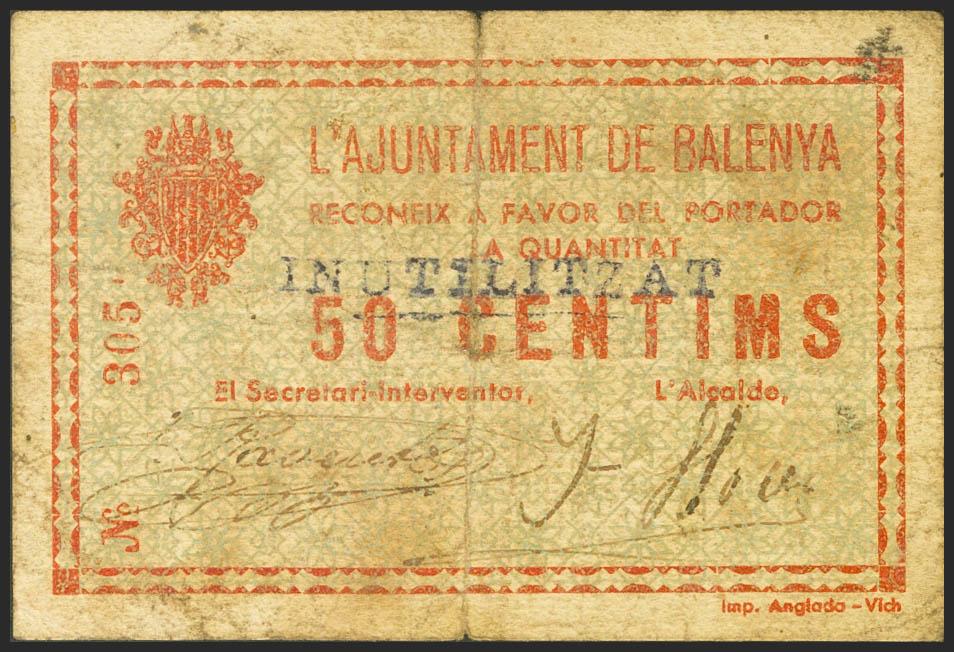 L'AJUNTAMENT DE BALENYA
RECONEIX A FAVOR DEL PORTADOR
A QUANTITAT
INUTILITZAT
50 CENTIMS
El Secretari-Interventor, L'Alcalde,
Nº 305
Imp. Anglada - Vich